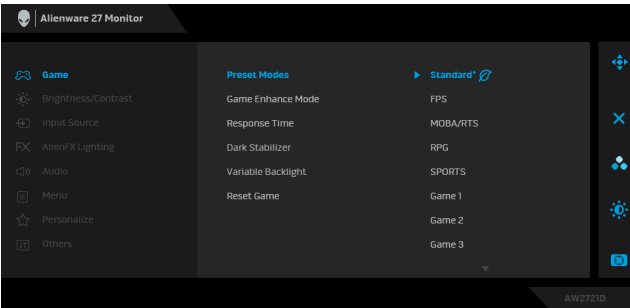 Alienware 27 Monitor
Game Preset Modes Standard*
Brightness/Contrast Game Enhance Mode FPS
Input Source Response Time MOBA/RTS
FX AlienFX Lighting Dark Stabilizer RPG
Audio Variable Backlight SPORTS
Menu Reset Game Game 1
Personalize Game 2
Others Game 3
AW2721D